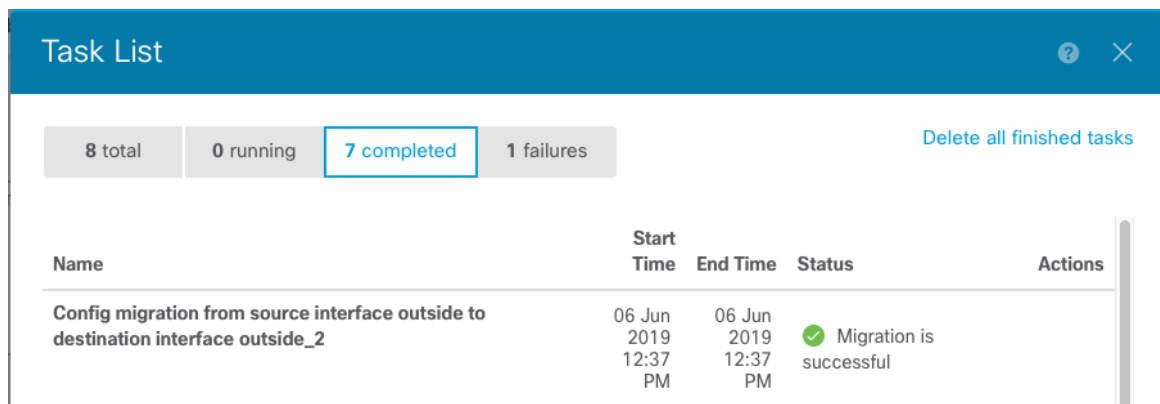 Task List
8 total 0 running 7 completed 1 failures Delete all finished tasks
Start
Name Time End Time Status Actions
Config migration from source interface outside to 06 Jun 06 Jun
destination interface outside_2 2019 2019 Migration is
12:37 12:37 successful
PM PM